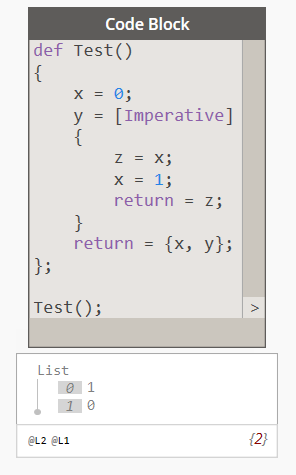 Code Block
def Test()
{
    x = 0;
    y = [Imperative]
    {
        z = x;
        x = 1;
        return = z;
    }
    return = {x, y};
};

Test();
>
List
0 1
1 0
@L2 @L1 {2}